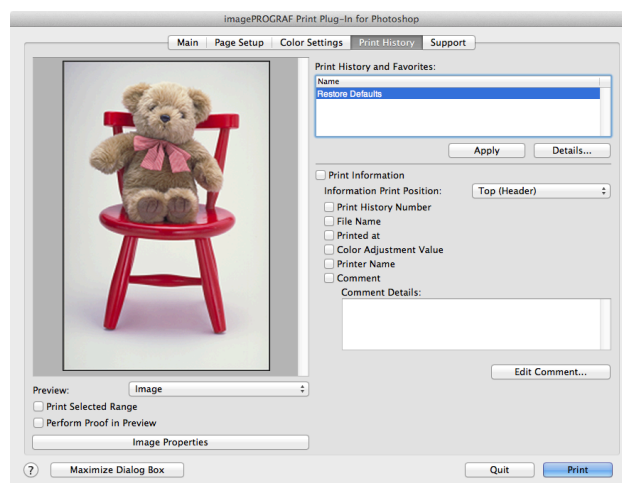 imagePROGRAF Print Plug-In for Photoshop
Main Page Setup Color Settings Print History Support
Print History and Favorites:
Name
Restore Defaults
Apply Details...
Print Information
Information Print Position: Top (Header)
Print History Number
File Name
Printed at
Color Adjustment Value
Printer Name
Comment
Comment Details:
Edit Comment...
Preview: Image
Print Selected Range
Perform Proof in Preview
Image Properties
? Maximize Dialog Box Quit Print